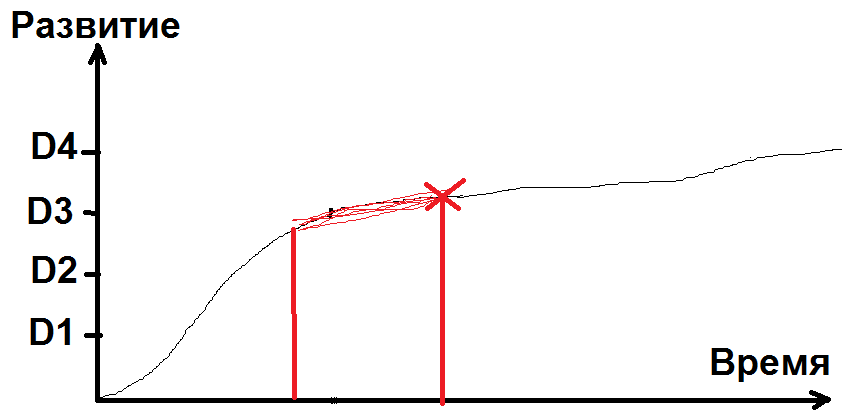 Развитие
D4
D3
D2
D1
Время